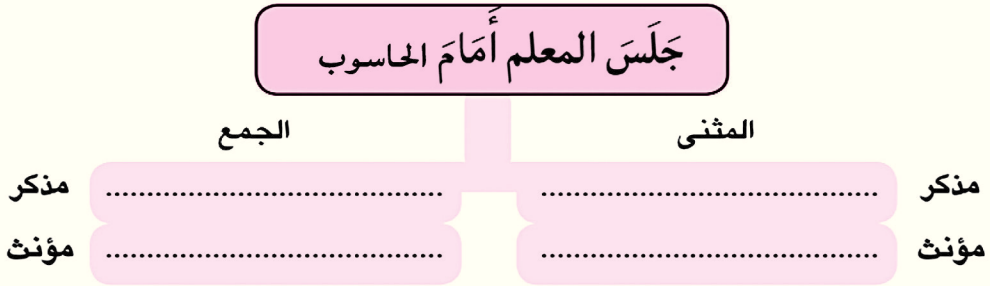 جَلَسَ المعلم أَمَامَ الحاسوب
المثنى الجمع
مذكر ........................................ ........................................ مذكر
مؤنث ........................................ ........................................ مؤنث